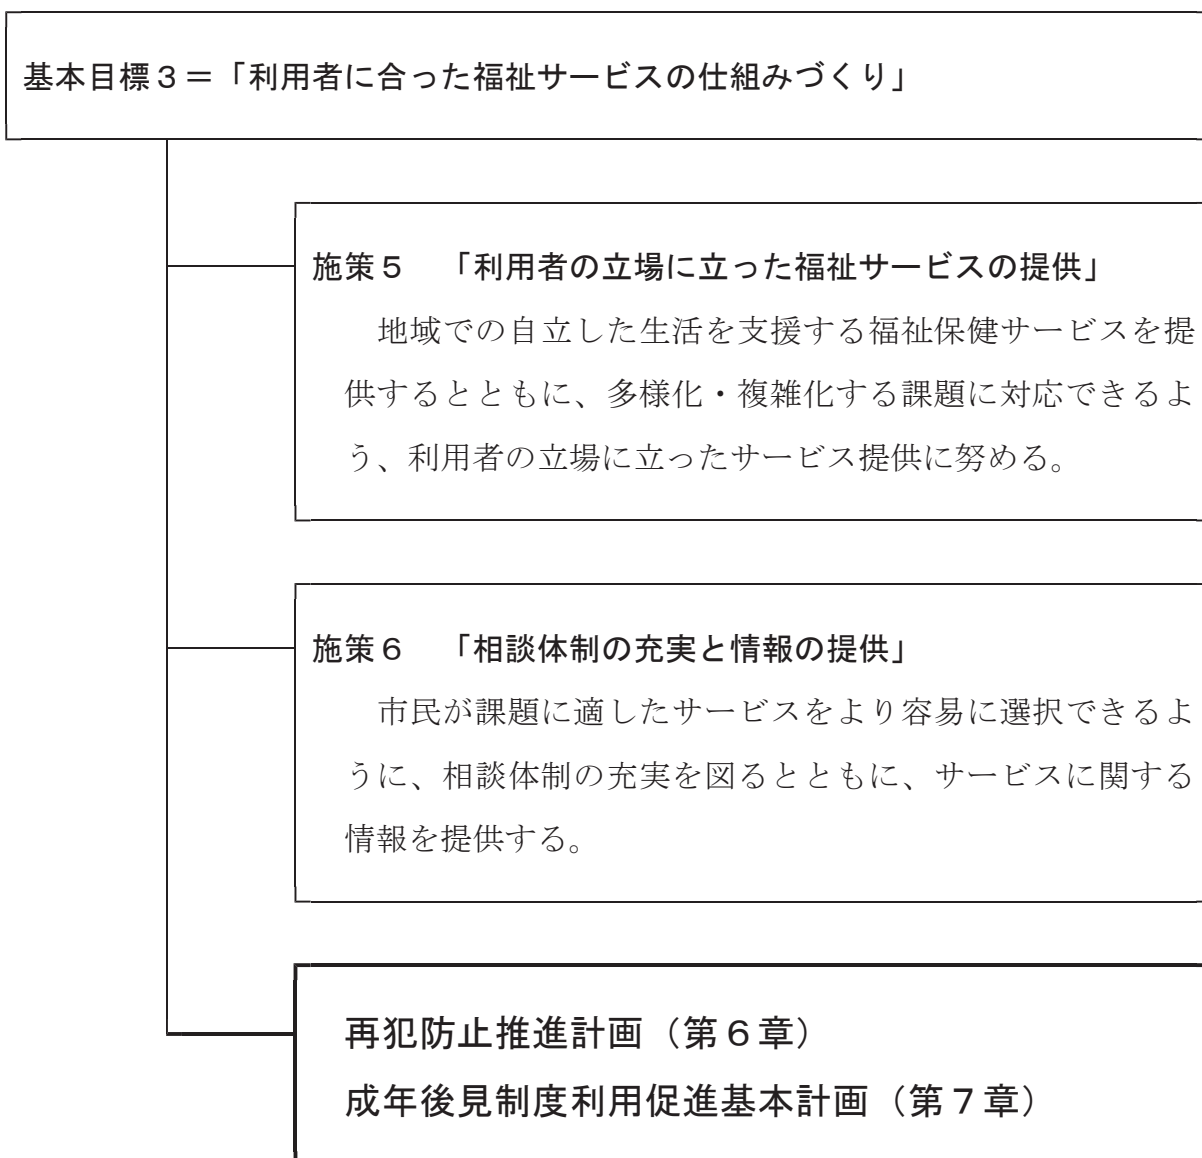 基本目標３＝「利用者に合った福祉サービスの仕組みづくり」
施策５　「利用者の立場に立った福祉サービスの提供」
地域での自立した生活を支援する福祉保健サービスを提
供するとともに、多様化・複雑化する課題に対応できるよ
う、利用者の立場に立ったサービス提供に努める。
施策６　「相談体制の充実と情報の提供」
市民が課題に適したサービスをより容易に選択できるよ
うに、相談体制の充実を図るとともに、サービスに関する
情報を提供する。
再犯防止推進計画（第６章）
成年後見制度利用促進基本計画（第７章）